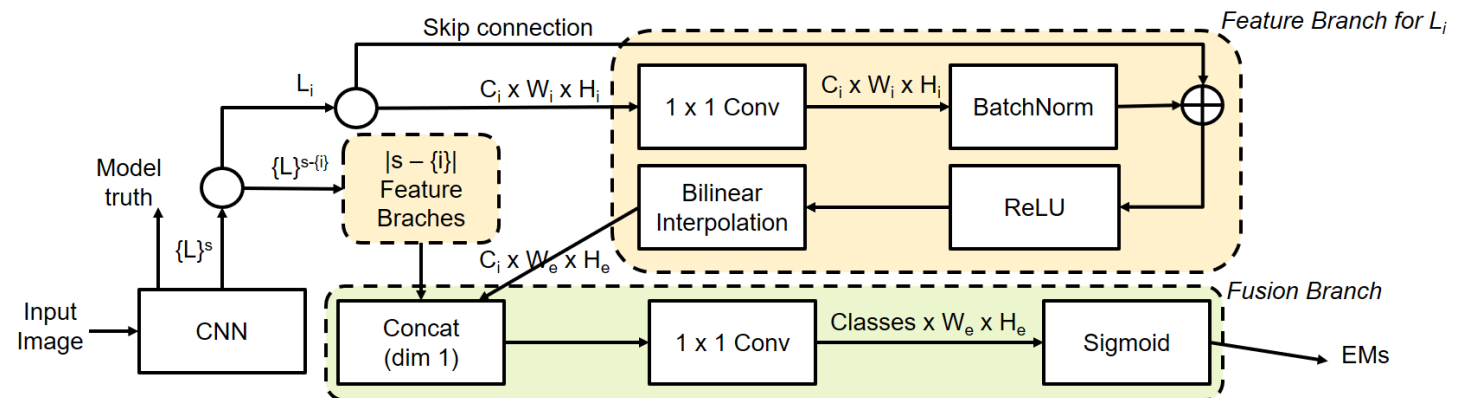 Feature Branch for Lᵢ
Skip connection
Lᵢ
Cᵢ x Wᵢ x Hᵢ
1 x 1 Conv
Cᵢ x Wᵢ x Hᵢ
BatchNorm
Model
truth
{L}ˢ⁻{ⁱ}
|s – {i}|
Feature
Braches
Bilinear
Interpolation
ReLU
{L}ˢ
Cᵢ x Wₑ x Hₑ
Fusion Branch
Input
Image
CNN
Concat
(dim 1)
1 x 1 Conv
Classes x Wₑ x Hₑ
Sigmoid
EMs